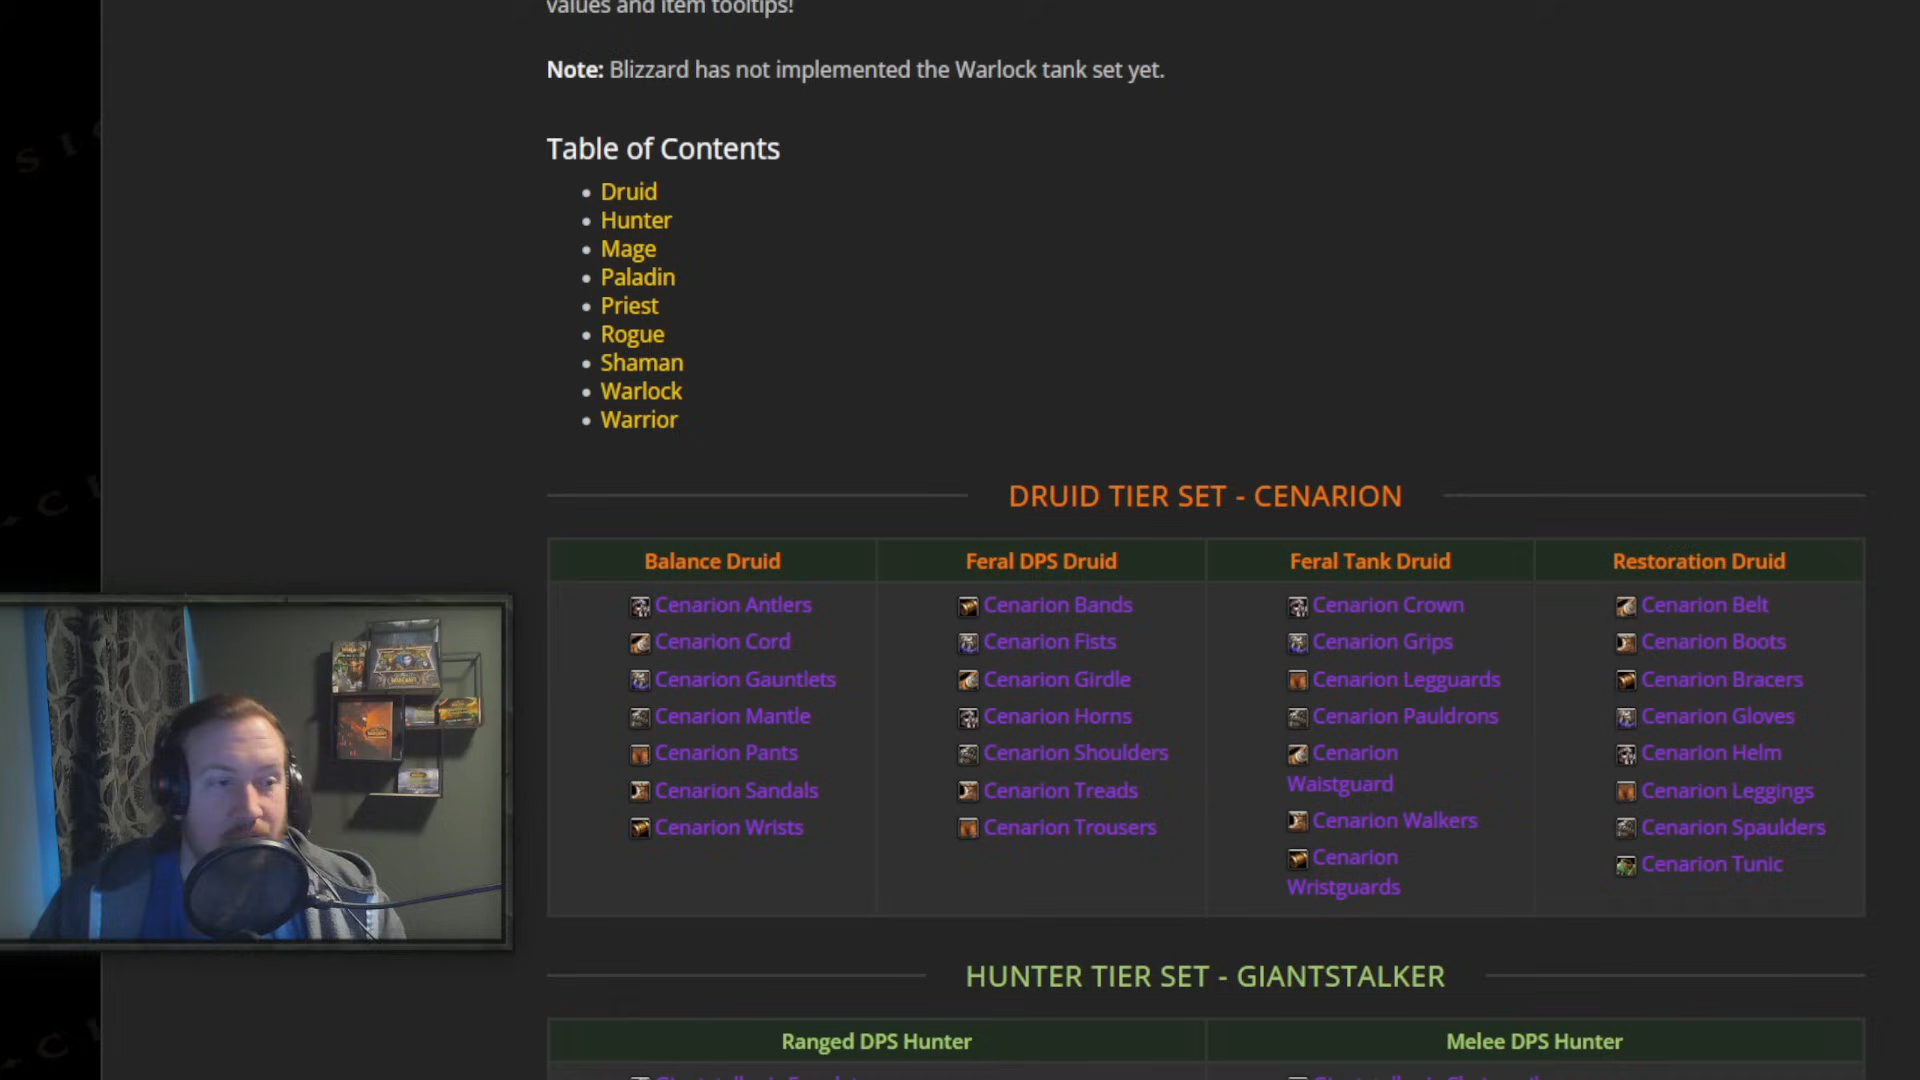 values and item tooltips!
Note: Blizzard has not implemented the Warlock tank set yet.
Table of Contents
Druid
Hunter
Mage
Paladin
Priest
Rogue
Shaman
Warlock
Warrior
DRUID TIER SET - CENARION
Balance Druid
Cenarion Antlers
Cenarion Cord
Cenarion Gauntlets
Cenarion Mantle
Cenarion Pants
Cenarion Sandals
Cenarion Wrists
Feral DPS Druid
Cenarion Bands
Cenarion Fists
Cenarion Girdle
Cenarion Horns
Cenarion Shoulders
Cenarion Treads
Cenarion Trousers
Feral Tank Druid
Cenarion Crown
Cenarion Grips
Cenarion Legguards
Cenarion Pauldrons
Cenarion
Waistguard
Cenarion Walkers
Cenarion
Wristguards
Restoration Druid
Cenarion Belt
Cenarion Boots
Cenarion Bracers
Cenarion Gloves
Cenarion Helm
Cenarion Leggings
Cenarion Spaulders
Cenarion Tunic
HUNTER TIER SET - GIANTSTALKER
Ranged DPS Hunter
Melee DPS Hunter